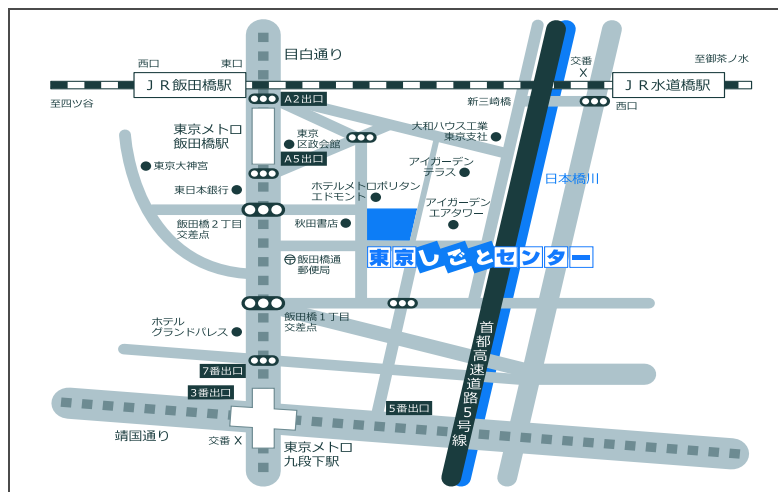 目白通り
西口
東口
ＪＲ飯田橋駅
至四ツ谷
交番
X
至御茶ノ水
ＪＲ水道橋駅
西口
新三崎橋
A2出口
東京メトロ
飯田橋駅
東京
区政会館
A5出口
大和ハウス工業
東京支社
東京大神宮
アイガーデン
テラス
日本橋川
東日本銀行
ホテルメトロポリタン
エドモント
アイガーデン
エアタワー
飯田橋２丁目
交差点
秋田書店
東京しごとセンター
〶飯田橋通
郵便局
飯田橋１丁目
交差点
ホテル
グランドパレス
首都高速道路５号線
7番出口
3番出口
5番出口
靖国通り
交番 X
東京メトロ
九段下駅